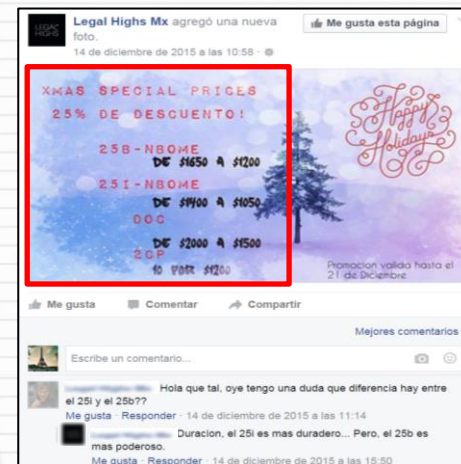 LEGAL HIGHS
Legal Highs Mx agregó una nueva
foto.
14 de diciembre de 2015 a las 10:58 ·
Me gusta esta página
XMAS SPECIAL PRICES
25% DE DESCUENTO!
25B-NBOME
DE $1650 A $1200
25I-NBOME
DE $1400 A $1050
DOC
DE $2000 A $1500
2CP
10 POR $1200
Happy
Holidays
Promocion valida hasta el
21 de Diciembre
Me gusta Comentar Compartir
Mejores comentarios
Escribe un comentario...
Hola que tal, oye tengo una duda que diferencia hay entre
el 25i y el 25b??
Me gusta · Responder · 14 de diciembre de 2015 a las 11:14
Duracion, el 25i es mas duradero... Pero, el 25b es
mas poderoso.
Me gusta · Responder · 14 de diciembre de 2015 a las 15:50